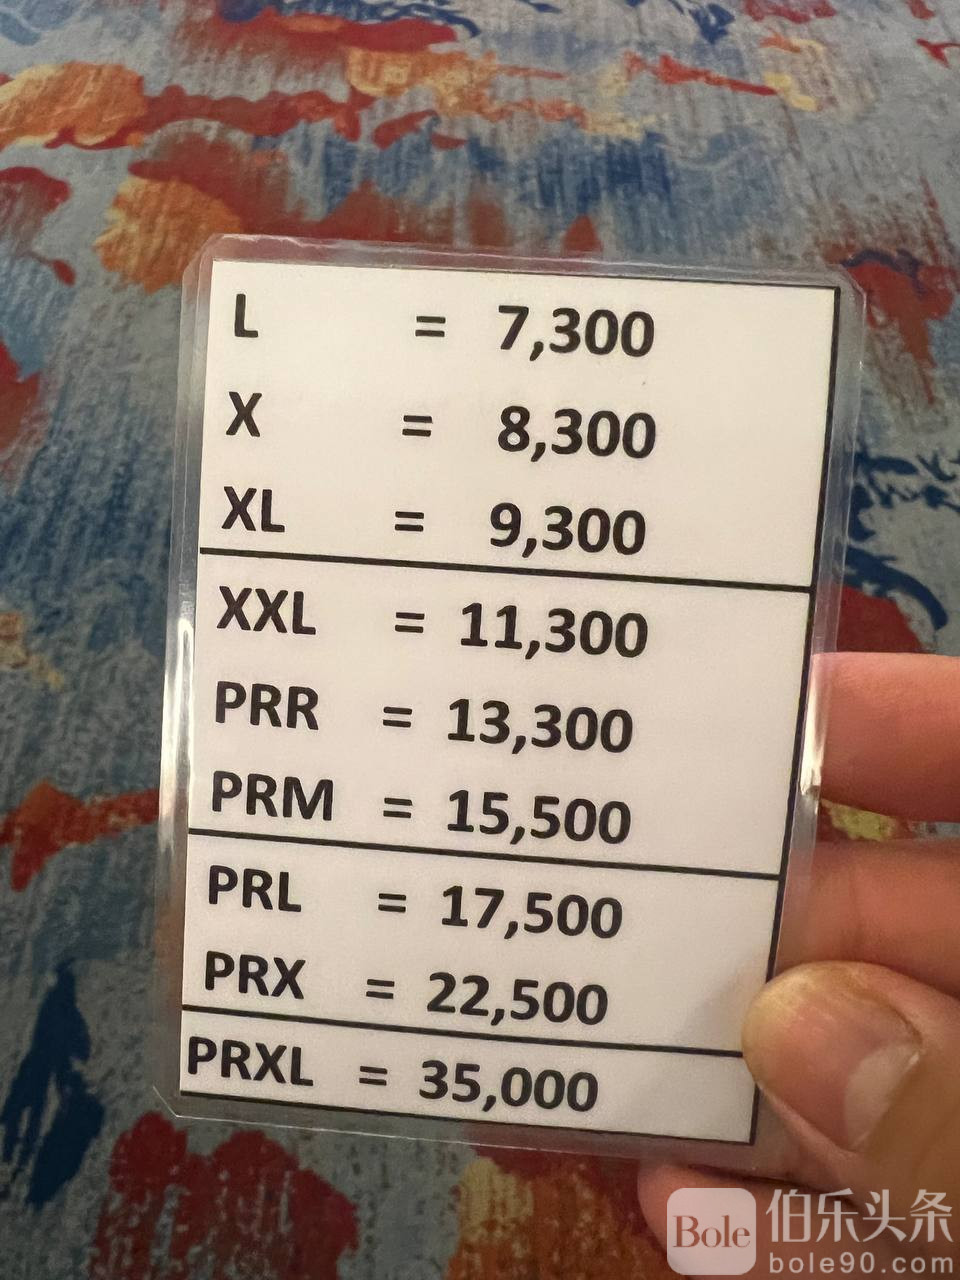 L = 7,300
X = 8,300
XL = 9,300
XXL = 11,300
PRR = 13,300
PRM = 15,500
PRL = 17,500
PRX = 22,500
PRXL = 35,000
Bole 伯乐头条
bole90.com